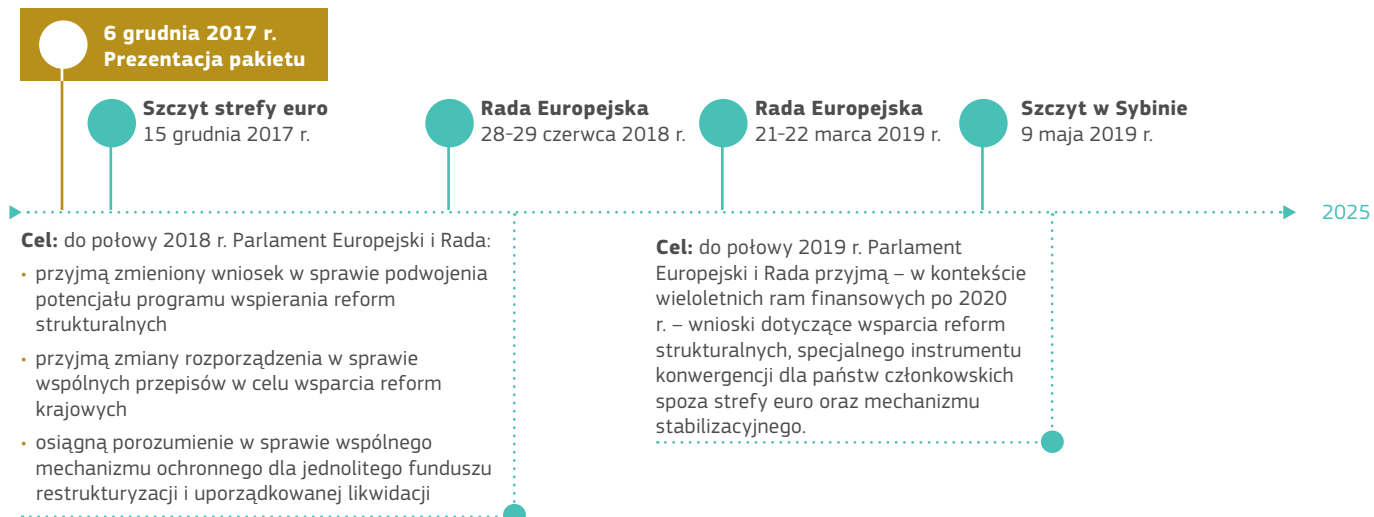 6 grudnia 2017 r.
Prezentacja pakietu
Szczyt strefy euro
15 grudnia 2017 r.
Rada Europejska
28-29 czerwca 2018 r.
Rada Europejska
21-22 marca 2019 r.
Szczyt w Sybinie
9 maja 2019 r.
2025
Cel: do połowy 2018 r. Parlament Europejski i Rada:
• przyjmą zmieniony wniosek w sprawie podwojenia
potencjału programu wspierania reform
strukturalnych
• przyjmą zmiany rozporządzenia w sprawie
wspólnych przepisów w celu wsparcia reform
krajowych
• osiągną porozumienie w sprawie wspólnego
mechanizmu ochronnego dla jednolitego funduszu
restrukturyzacji i uporządkowanej likwidacji
Cel: do połowy 2019 r. Parlament
Europejski i Rada przyjmą – w kontekście
wieloletnich ram finansowych po 2020
r. – wnioski dotyczące wsparcia reform
strukturalnych, specjalnego instrumentu
konwergencji dla państw członkowskich
spoza strefy euro oraz mechanizmu
stabilizacyjnego.